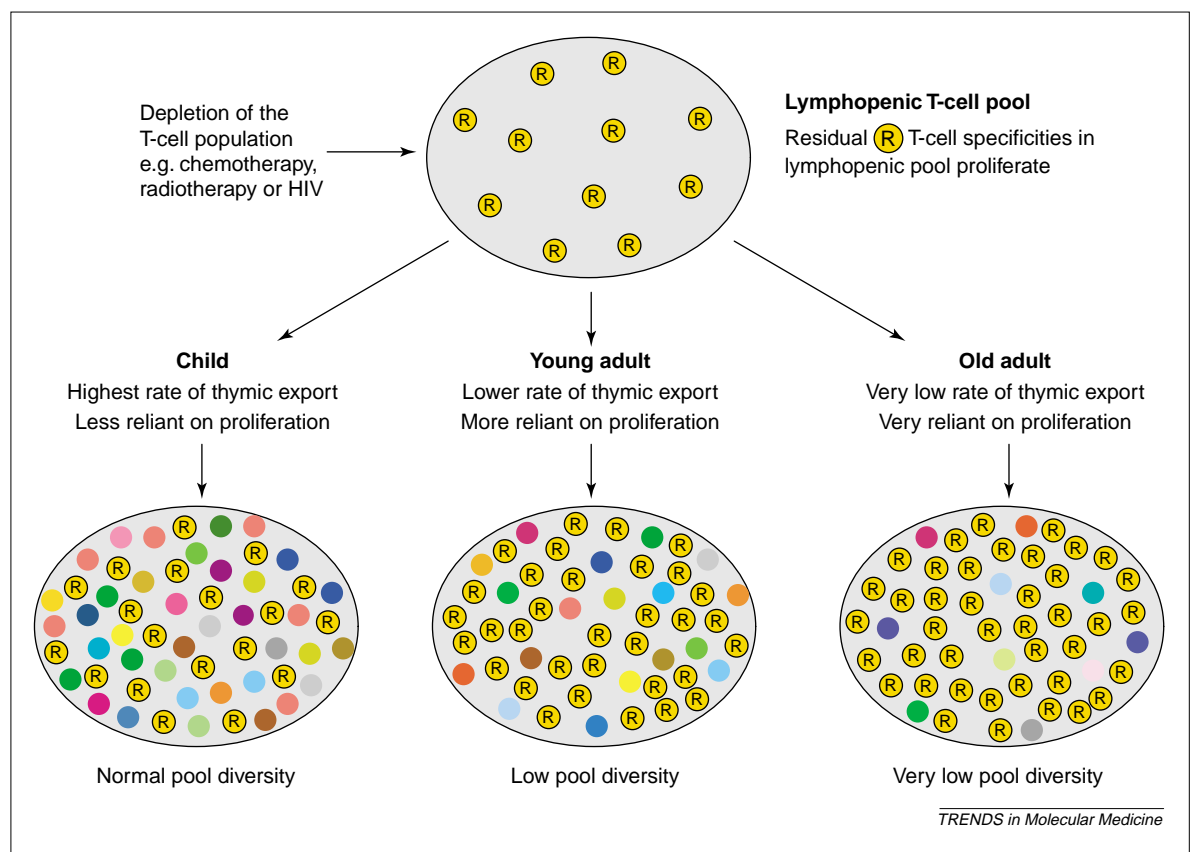 Depletion of the
T-cell population
e.g. chemotherapy,
radiotherapy or HIV
R R
R R R R
R R R
R R
Lymphopenic T-cell pool
Residual R T-cell specificities in
lymphopenic pool proliferate
Child
Highest rate of thymic export
Less reliant on proliferation
Young adult
Lower rate of thymic export
More reliant on proliferation
Old adult
Very low rate of thymic export
Very reliant on proliferation
R
R
R R
R R
R R R
R R
R R
R R R
R
R R
Normal pool diversity
Low pool diversity
Very low pool diversity
TRENDS in Molecular Medicine